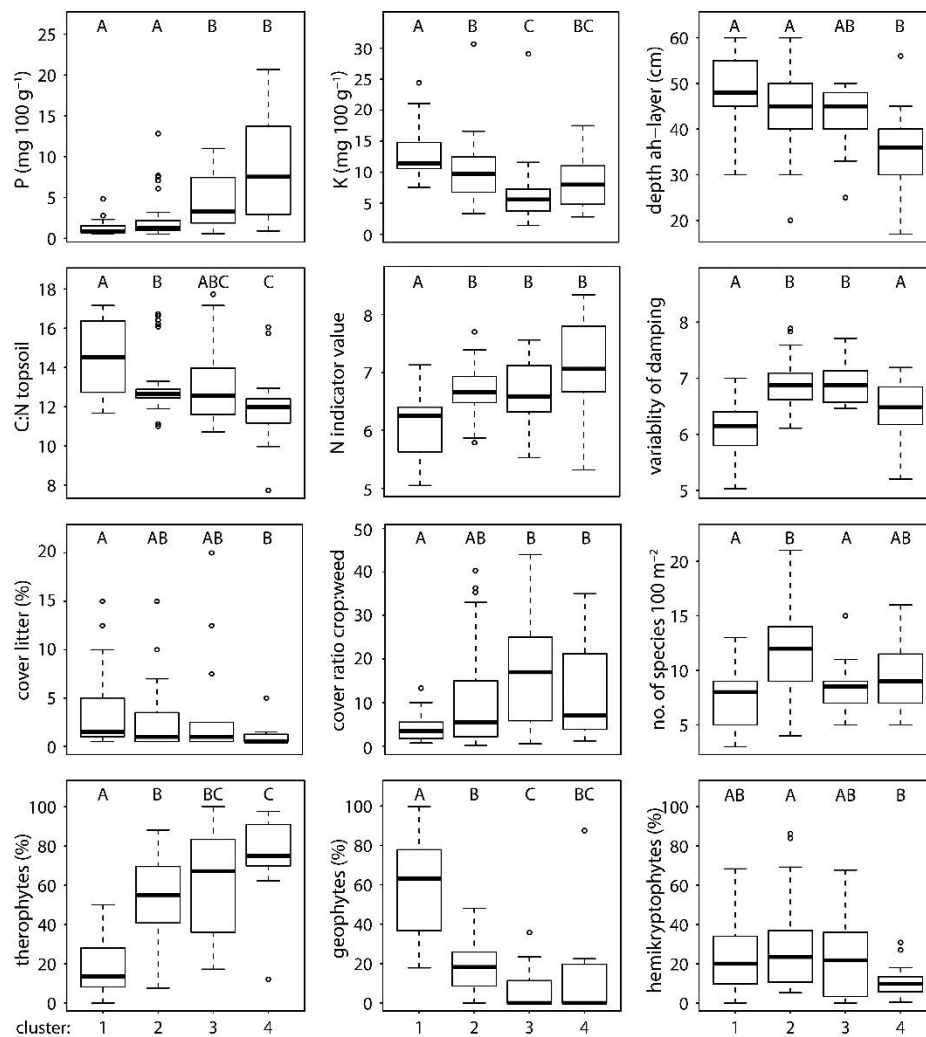 A A B B
P (mg 100 g⁻¹)
25
20
15
10
5
0
A B C BC
K (mg 100 g⁻¹)
30
25
20
15
10
5
0
A A AB B
depth ah−layer (cm)
60
50
40
30
20
A B ABC C
C:N topsoil
18
16
14
12
10
8
A B B B
N indicator value
8
7
6
5
A B B A
variablity of damping
8
7
6
5
A AB AB B
cover litter (%)
20
15
10
5
0
A AB B B
cover ratio crop:weed
50
40
30
20
10
0
A B A AB
no. of species 100 m⁻²
20
15
10
5
A B BC C
therophytes (%)
100
80
60
40
20
0
A B C BC
geophytes (%)
100
80
60
40
20
0
AB A AB B
hemikryptophytes (%)
100
80
60
40
20
0
cluster: 1 2 3 4 1 2 3 4 1 2 3 4